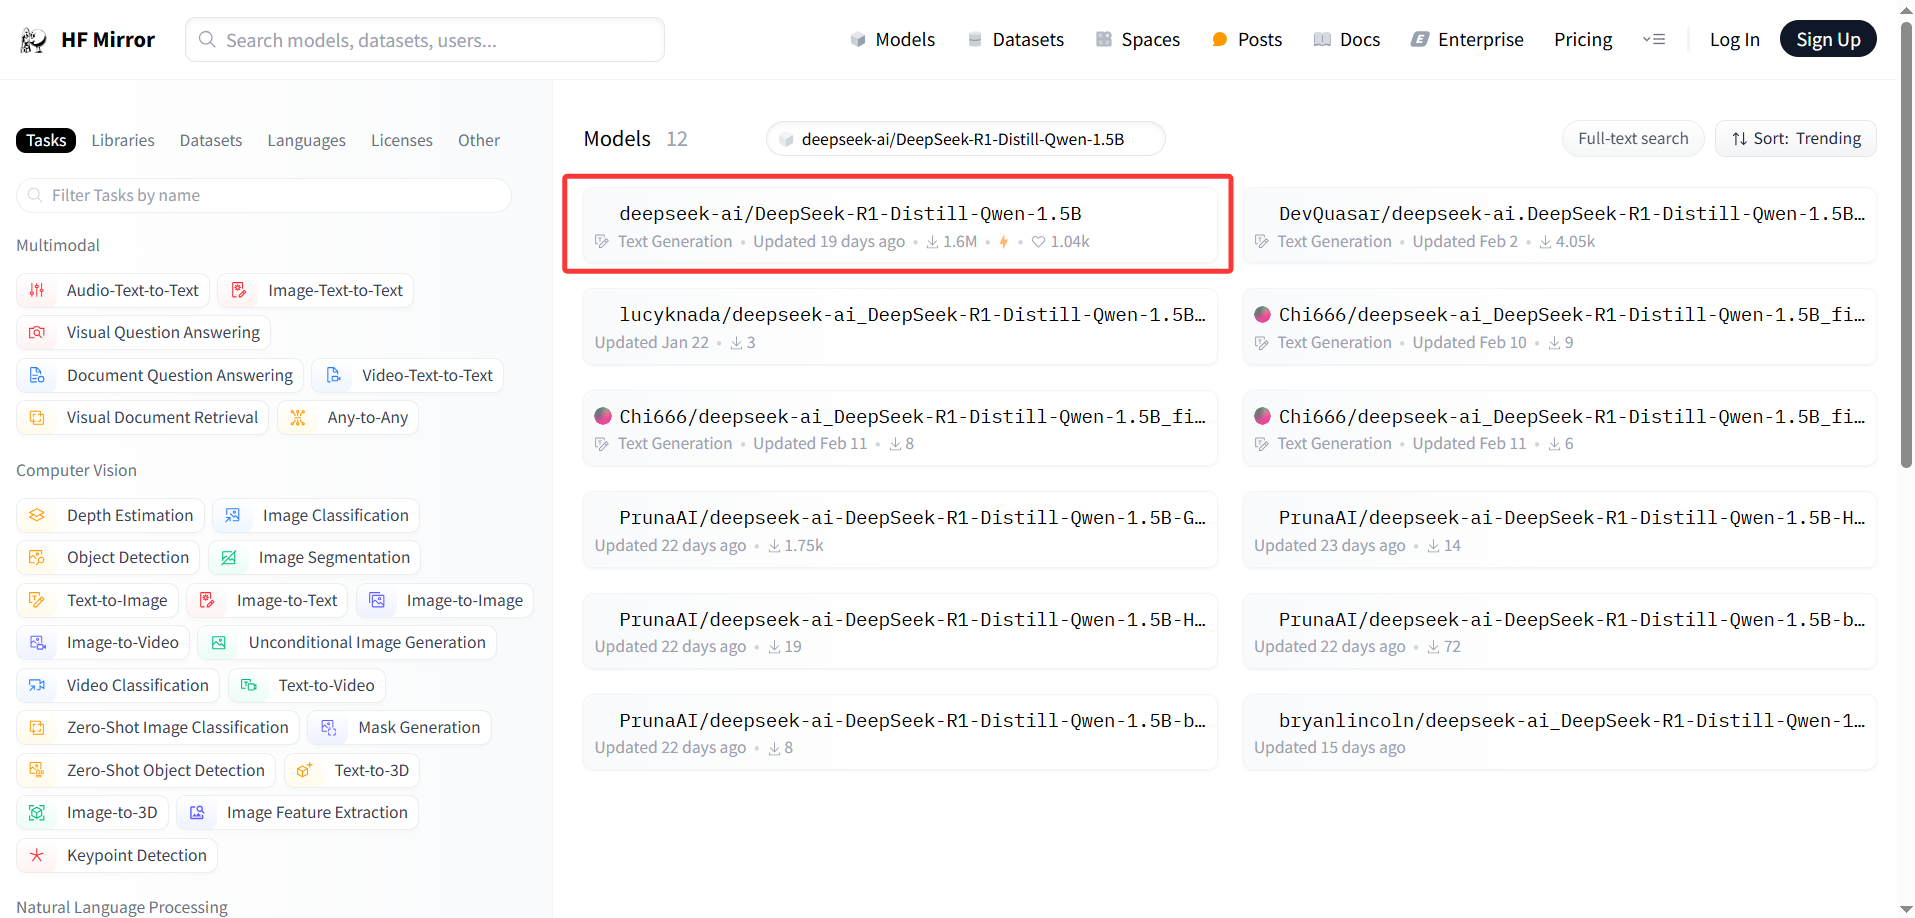 HF Mirror
Search models, datasets, users...
Models
Datasets
Spaces
Posts
Docs
Enterprise
Pricing
Log In
Sign Up
Tasks
Libraries
Datasets
Languages
Licenses
Other
Filter Tasks by name
Multimodal
Audio-Text-to-Text
Image-Text-to-Text
Visual Question Answering
Document Question Answering
Video-Text-to-Text
Visual Document Retrieval
Any-to-Any
Computer Vision
Depth Estimation
Image Classification
Object Detection
Image Segmentation
Text-to-Image
Image-to-Text
Image-to-Image
Image-to-Video
Unconditional Image Generation
Video Classification
Text-to-Video
Zero-Shot Image Classification
Mask Generation
Zero-Shot Object Detection
Text-to-3D
Image-to-3D
Image Feature Extraction
Keypoint Detection
Natural Language Processing
Models 12
deepseek-ai/DeepSeek-R1-Distill-Qwen-1.5B
Full-text search
Sort: Trending
deepseek-ai/DeepSeek-R1-Distill-Qwen-1.5B
Text Generation • Updated 19 days ago • 1.6M • • 1.04k
DevQuasar/deepseek-ai.DeepSeek-R1-Distill-Qwen-1.5B…
Text Generation • Updated Feb 2 • 4.05k
lucyknada/deepseek-ai_DeepSeek-R1-Distill-Qwen-1.5B…
Updated Jan 22 • 3
Chi666/deepseek-ai_DeepSeek-R1-Distill-Qwen-1.5B_fi…
Text Generation • Updated Feb 10 • 9
Chi666/deepseek-ai_DeepSeek-R1-Distill-Qwen-1.5B_fi…
Text Generation • Updated Feb 11 • 8
Chi666/deepseek-ai_DeepSeek-R1-Distill-Qwen-1.5B_fi…
Text Generation • Updated Feb 11 • 6
PrunaAI/deepseek-ai-DeepSeek-R1-Distill-Qwen-1.5B-G…
Updated 22 days ago • 1.75k
PrunaAI/deepseek-ai-DeepSeek-R1-Distill-Qwen-1.5B-H…
Updated 23 days ago • 14
PrunaAI/deepseek-ai-DeepSeek-R1-Distill-Qwen-1.5B-H…
Updated 22 days ago • 19
PrunaAI/deepseek-ai-DeepSeek-R1-Distill-Qwen-1.5B-b…
Updated 22 days ago • 72
PrunaAI/deepseek-ai-DeepSeek-R1-Distill-Qwen-1.5B-b…
Updated 22 days ago • 8
bryanlincoln/deepseek-ai_DeepSeek-R1-Distill-Qwen-1…
Updated 15 days ago